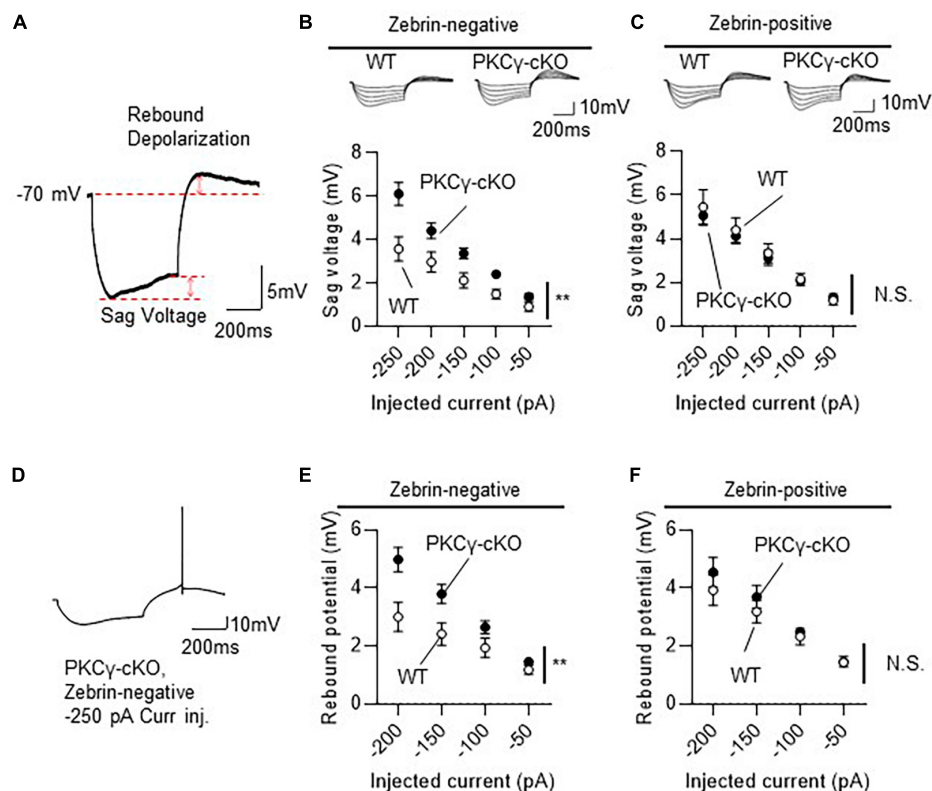 A
Rebound
Depolarization
-70 mV
Sag Voltage
5mV
200ms
B
Zebrin-negative
WT
PKCγ-cKO
10mV
200ms
Sag voltage (mV)
8
6
4
2
0
PKCγ-cKO
WT
**
-250
-200
-150
-100
-50
Injected current (pA)
C
Zebrin-positive
WT
PKCγ-cKO
10mV
200ms
Sag voltage (mV)
8
6
4
2
0
WT
PKCγ-cKO
N.S.
-250
-200
-150
-100
-50
Injected current (pA)
D
10mV
200ms
PKCγ-cKO,
Zebrin-negative
-250 pA Curr inj.
E
Zebrin-negative
Rebound potential (mV)
6
4
2
0
PKCγ-cKO
WT
**
-200
-150
-100
-50
Injected current (pA)
F
Zebrin-positive
Rebound potential (mV)
6
4
2
0
PKCγ-cKO
WT
N.S.
-200
-150
-100
-50
Injected current (pA)